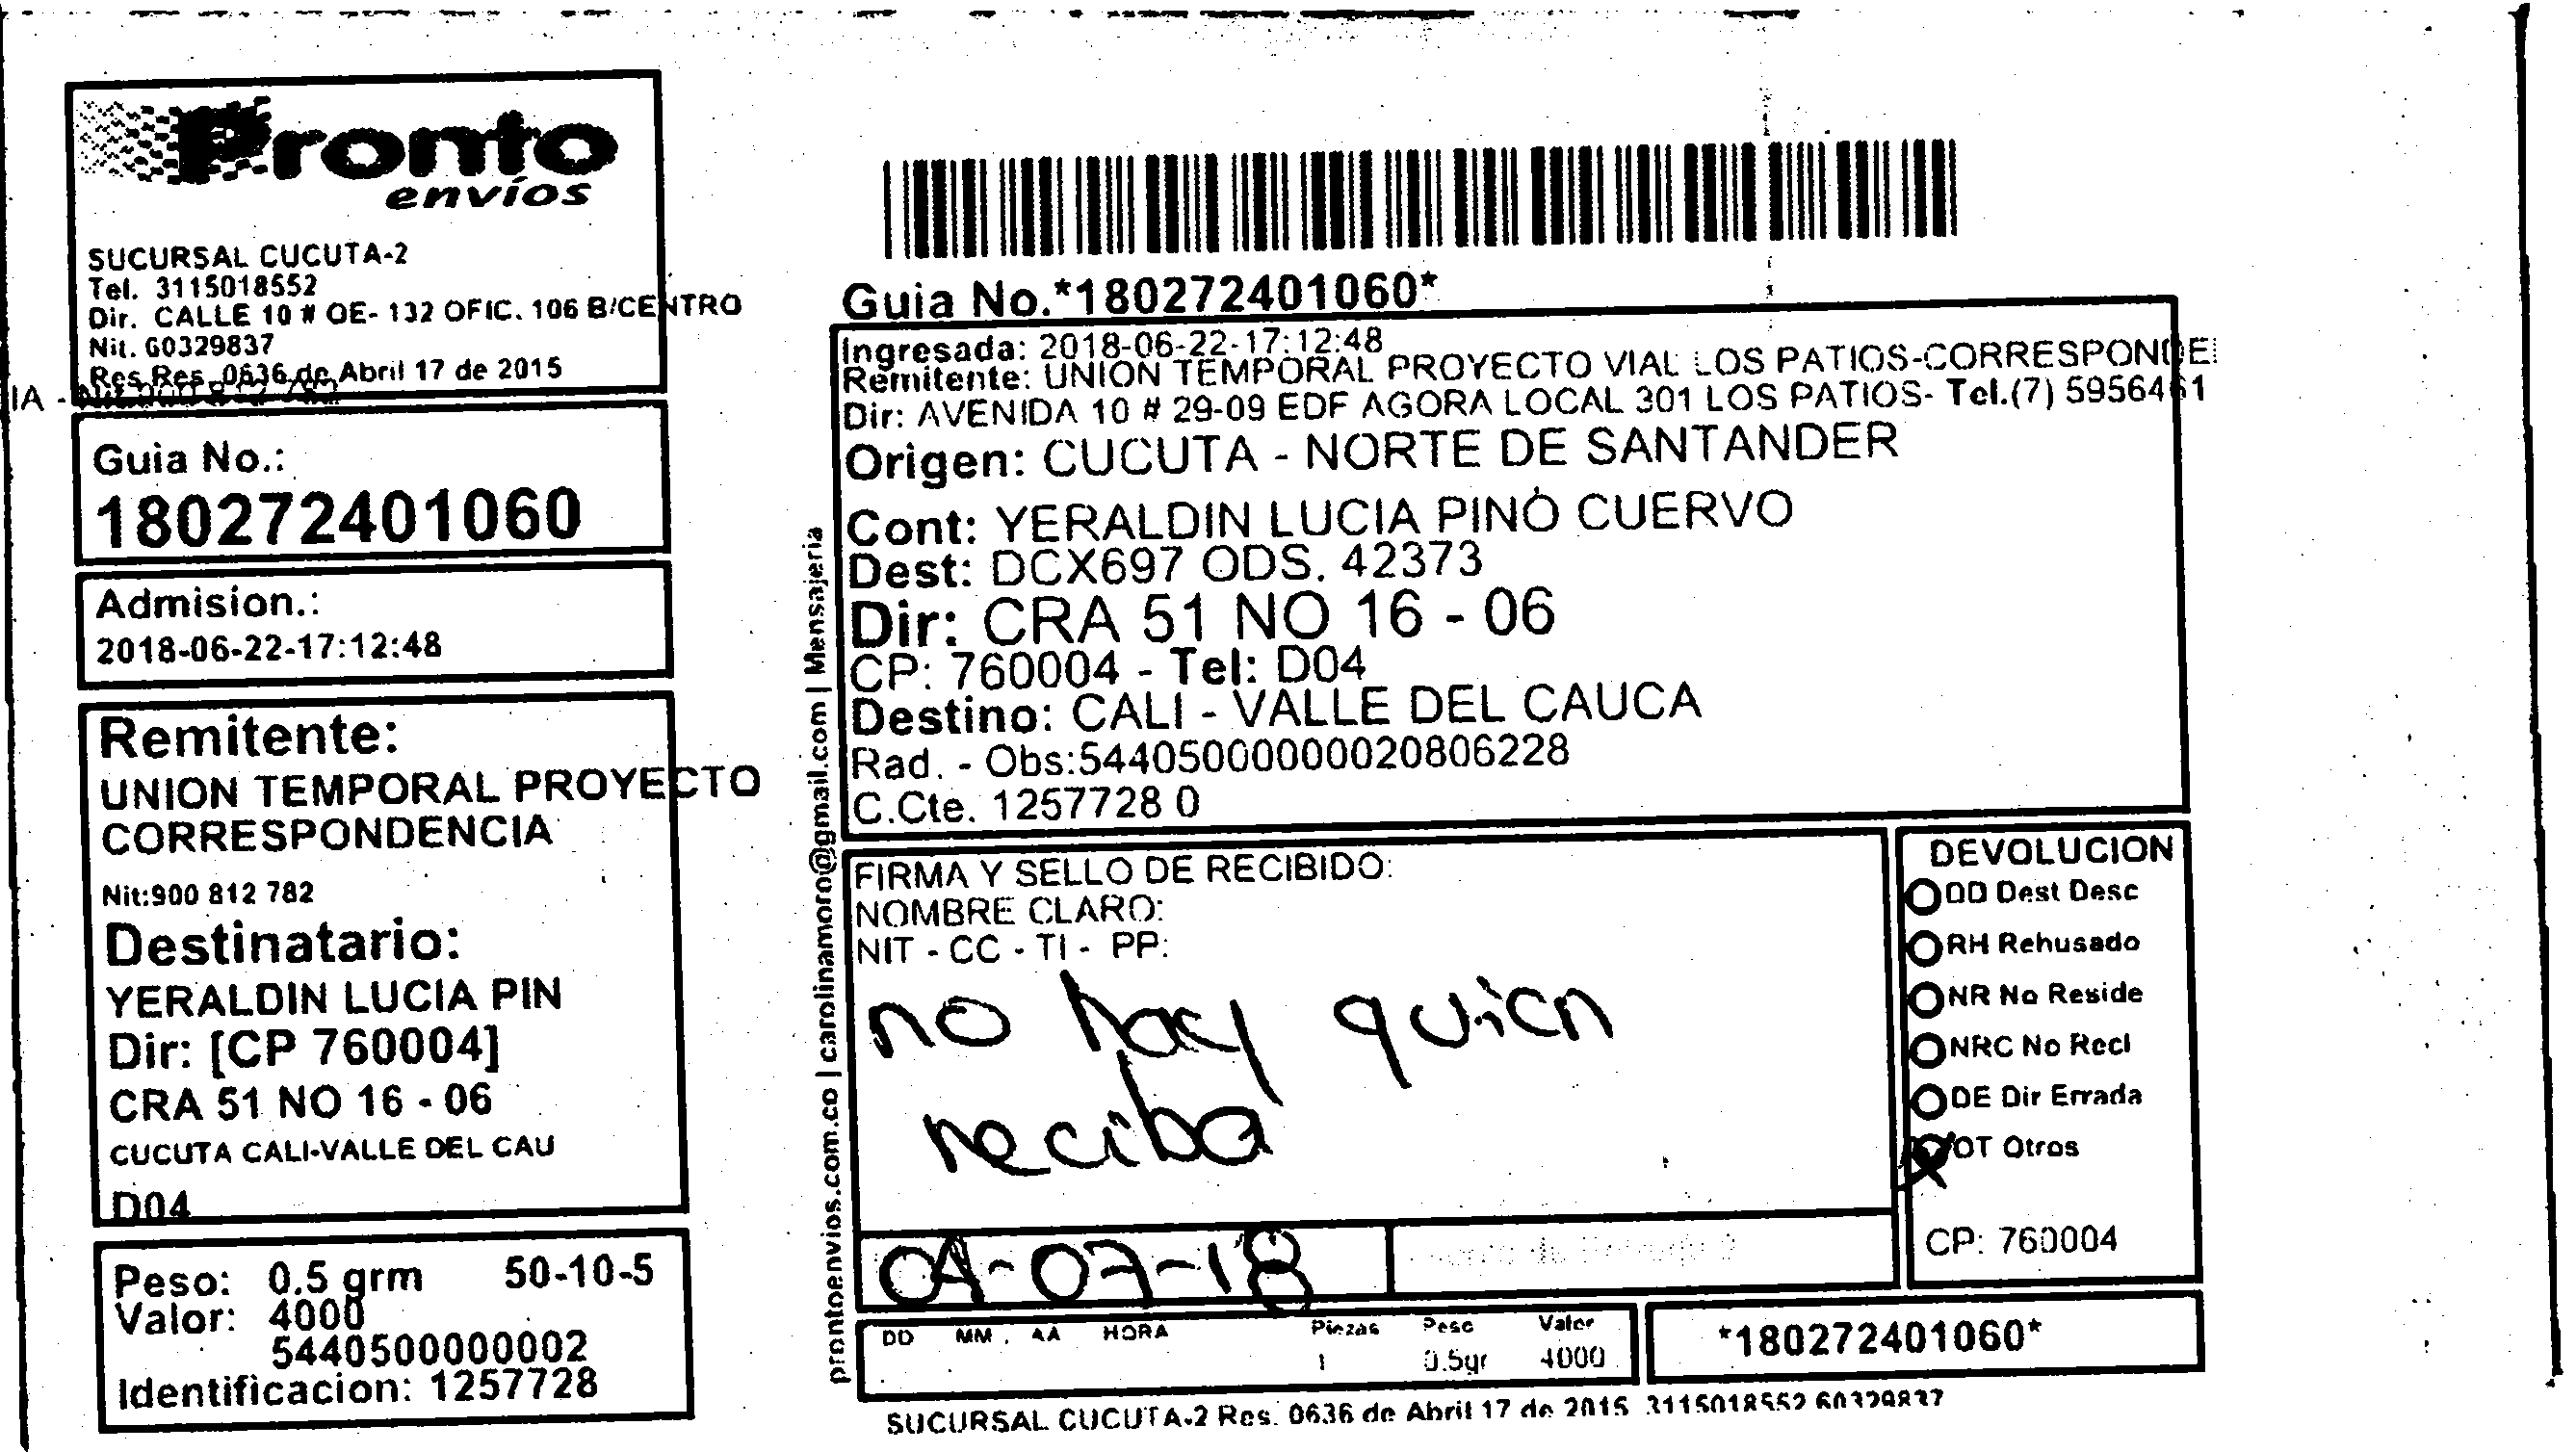 Pronto
envíos
SUCURSAL CUCUTA-2
Tel. 3115018552
Dir. CALLE 10 # OE- 132 OFIC. 106 B/CENTRO
Nit. 60329837
Res Res 0636 de Abril 17 de 2015
IA - Nit.900 812 782
Guia No.:
180272401060
Admision.:
2018-06-22-17:12:48
Remitente:
UNION TEMPORAL PROYECTO
CORRESPONDENCIA
Nit:900 812 782
Destinatario:
YERALDIN LUCIA PIN
Dir: [CP 760004]
CRA 51 NO 16 - 06
CUCUTA CALI-VALLE DEL CAU
D04
Peso: 0.5 grm 50-10-5
Valor: 4000
5440500000002
Identificacion: 1257728
prontoenvios.com.co | carolinamoro@gmail.com | Mensajeria
Guia No.*180272401060*
Ingresada: 2018-06-22-17:12:48
Remitente: UNION TEMPORAL PROYECTO VIAL LOS PATIOS-CORRESPONDE
Dir: AVENIDA 10 # 29-09 EDF AGORA LOCAL 301 LOS PATIOS- Tel.(7) 5956461
Origen: CUCUTA - NORTE DE SANTANDER
Cont: YERALDIN LUCIA PINO CUERVO
Dest: DCX697 ODS. 42373
Dir: CRA 51 NO 16 - 06
CP: 760004 - Tel: D04
Destino: CALI - VALLE DEL CAUCA
Rad. - Obs:54405000000020806228
C.Cte. 1257728 0
FIRMA Y SELLO DE RECIBIDO:
NOMBRE CLARO:
NIT - CC - TI - PP:
no hay quien
reciba
04-07-18
DD MM AA HORA Piezas Peso Valor
1 0.5gr 4000
DEVOLUCION
DD Dest Desc
RH Rehusado
NR No Reside
NRC No Recl
DE Dir Errada
OT Otros
CP: 760004
*180272401060*
SUCURSAL CUCUTA-2 Res. 0636 de Abril 17 de 2015 3115018552 60329837